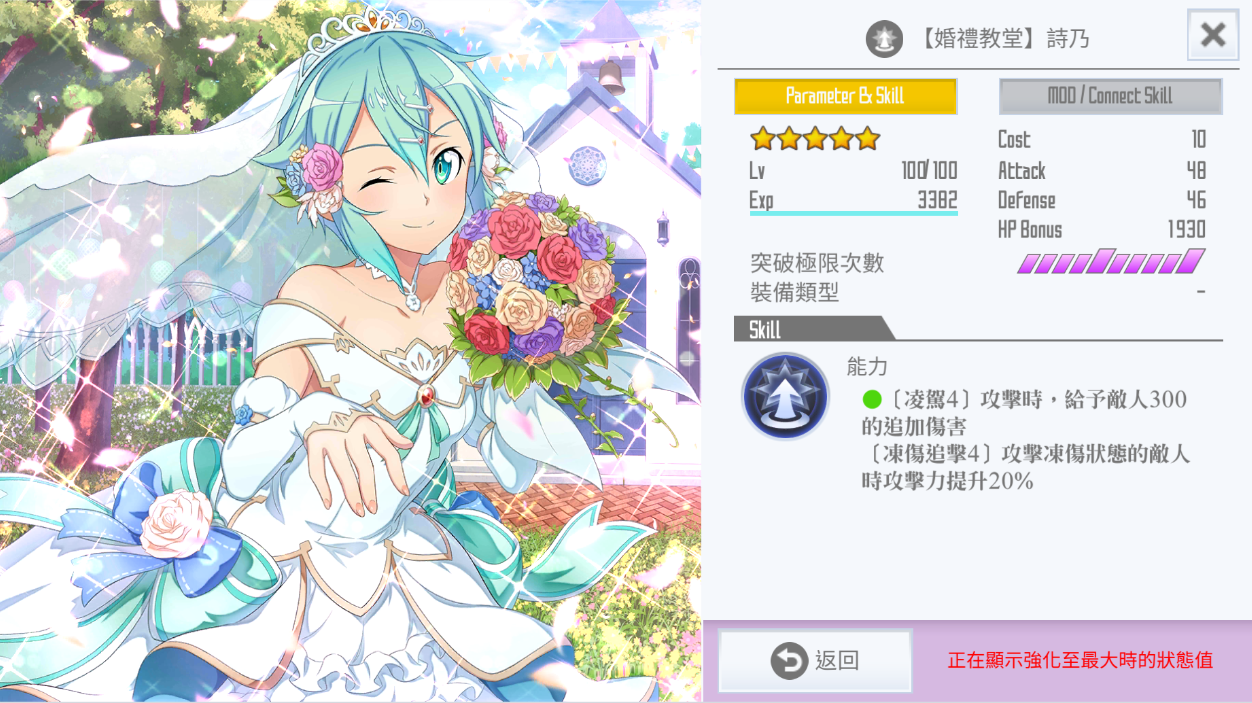 【婚禮教堂】詩乃
Parameter & Skill
MOD / Connect Skill
Lv 100/100
Exp 3382
Cost 10
Attack 48
Defense 46
HP Bonus 1930
突破極限次數
裝備類型 -
Skill
能力
〔凌駕4〕攻擊時，給予敵人300
的追加傷害
〔凍傷追擊4〕攻擊凍傷狀態的敵人
時攻擊力提升20%
返回
正在顯示強化至最大時的狀態值